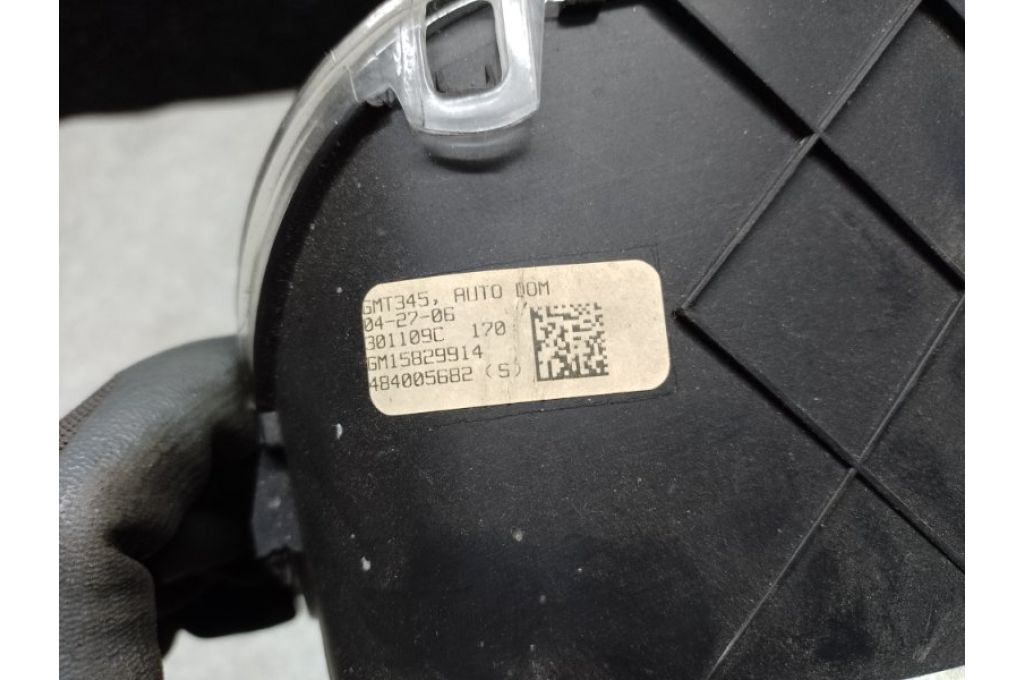 GMT345, AUTO DOM
04-27-06
301109C 170
GM15829914
484005682 (S)